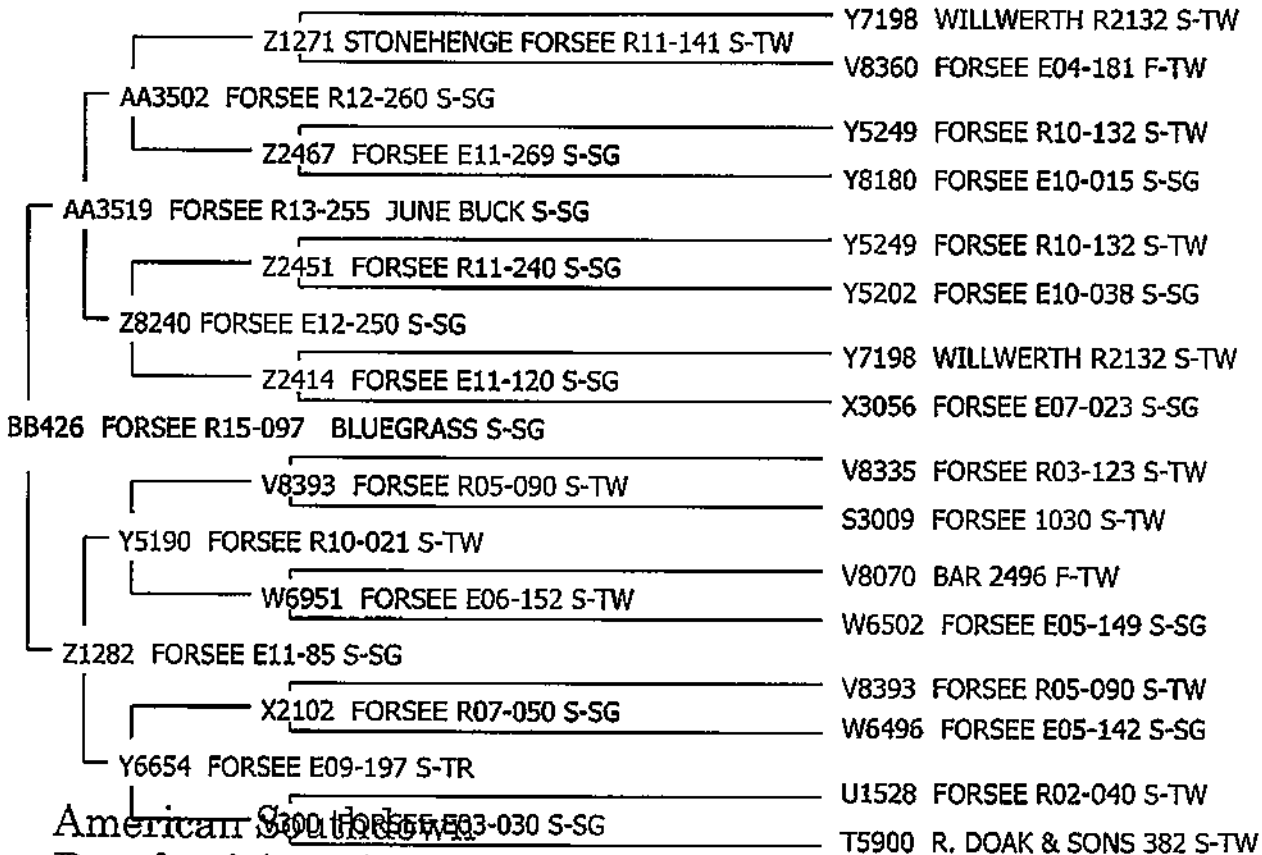 Y7198 WILLWERTH R2132 S-TW
Z1271 STONEHENGE FORSEE R11-141 S-TW
V8360 FORSEE E04-181 F-TW
AA3502 FORSEE R12-260 S-SG
Y5249 FORSEE R10-132 S-TW
Z2467 FORSEE E11-269 S-SG
Y8180 FORSEE E10-015 S-SG
AA3519 FORSEE R13-255 JUNE BUCK S-SG
Y5249 FORSEE R10-132 S-TW
Z2451 FORSEE R11-240 S-SG
Y5202 FORSEE E10-038 S-SG
Z8240 FORSEE E12-250 S-SG
Y7198 WILLWERTH R2132 S-TW
Z2414 FORSEE E11-120 S-SG
X3056 FORSEE E07-023 S-SG
BB426 FORSEE R15-097 BLUEGRASS S-SG
V8335 FORSEE R03-123 S-TW
V8393 FORSEE R05-090 S-TW
S3009 FORSEE 1030 S-TW
Y5190 FORSEE R10-021 S-TW
V8070 BAR 2496 F-TW
W6951 FORSEE E06-152 S-TW
W6502 FORSEE E05-149 S-SG
Z1282 FORSEE E11-85 S-SG
V8393 FORSEE R05-090 S-TW
X2102 FORSEE R07-050 S-SG
W6496 FORSEE E05-142 S-SG
Y6654 FORSEE E09-197 S-TR
U1528 FORSEE R02-040 S-TW
American Southdown
FORSEE E03-030 S-SG
T5900 R. DOAK & SONS 382 S-TW